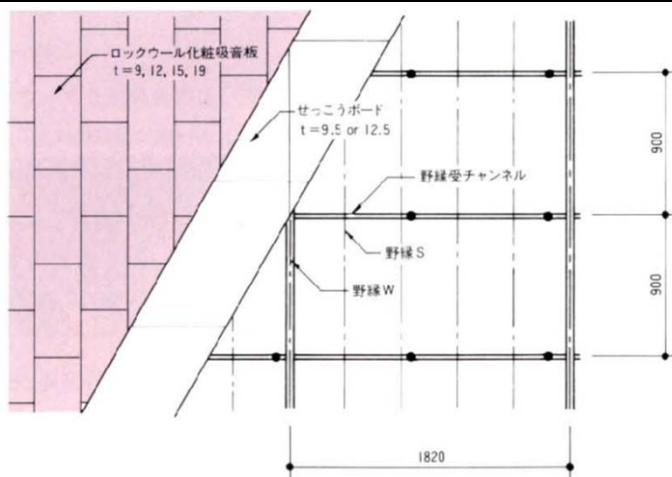 ロックウール化粧吸音板
t=9, 12, 15, 19
せっこうボード
t=9.5 or 12.5
野縁受チャンネル
野縁S
野縁W
900
900
1820